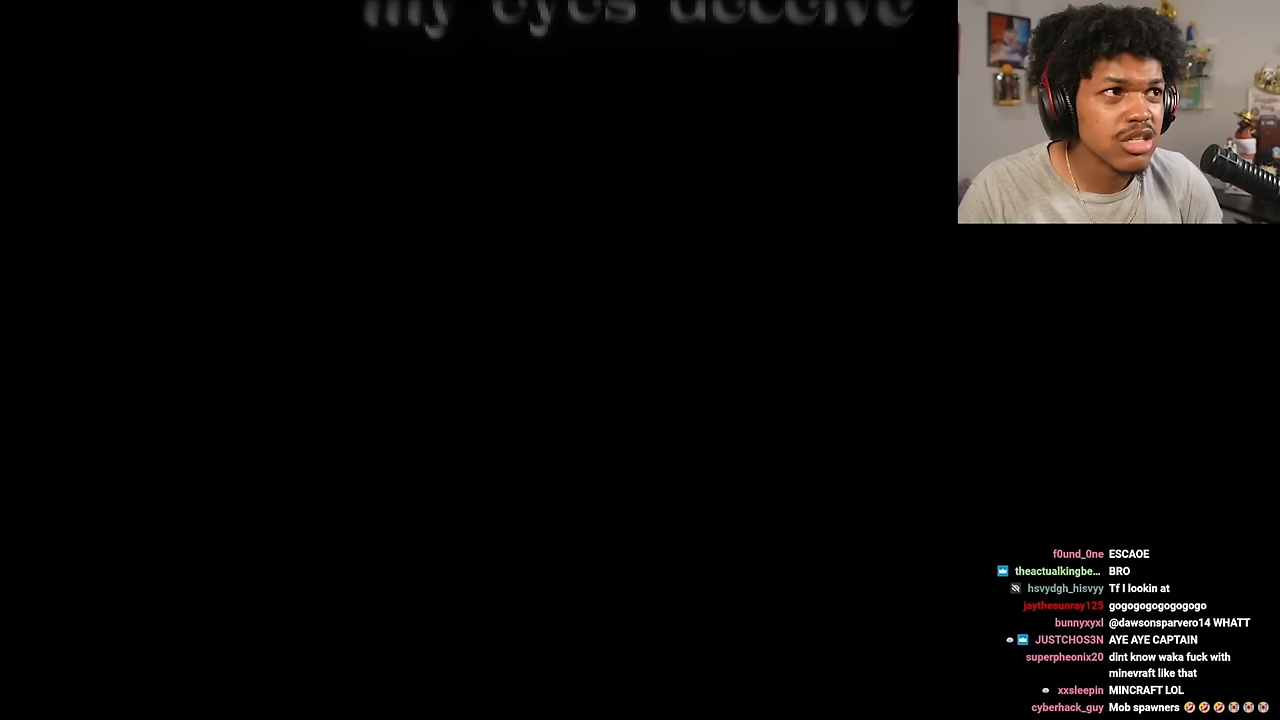 my eyes deceive
f0und_0ne ESCAOE
theactualkingbe... BRO
hsvydgh_hisvyy Tf I lookin at
jaythesunray125 gogogogogogogogo
bunnyxyxl @dawsonsparvero14 WHATT
JUSTCHOS3N AYE AYE CAPTAIN
superpheonix20 dint know waka fuck with
minevraft like that
xxsleepin MINCRAFT LOL
cyberhack_guy Mob spawners 🤣🤣🤣🍩🍩🍩